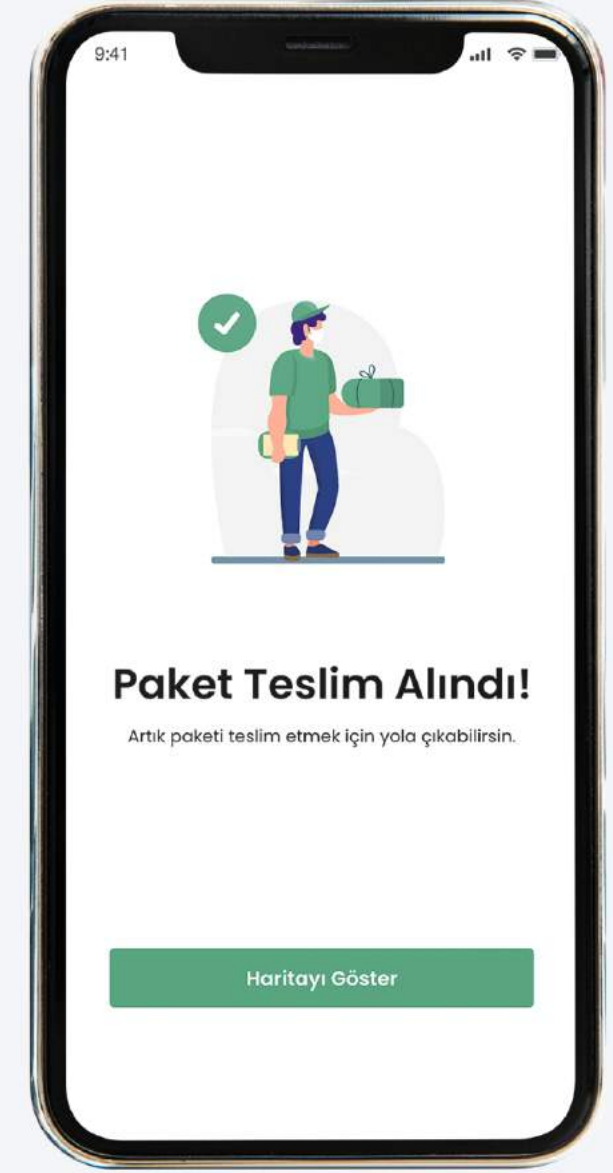 9:41
Paket Teslim Alındı!
Artık paketi teslim etmek için yola çıkabilirsin.
Haritayı Göster